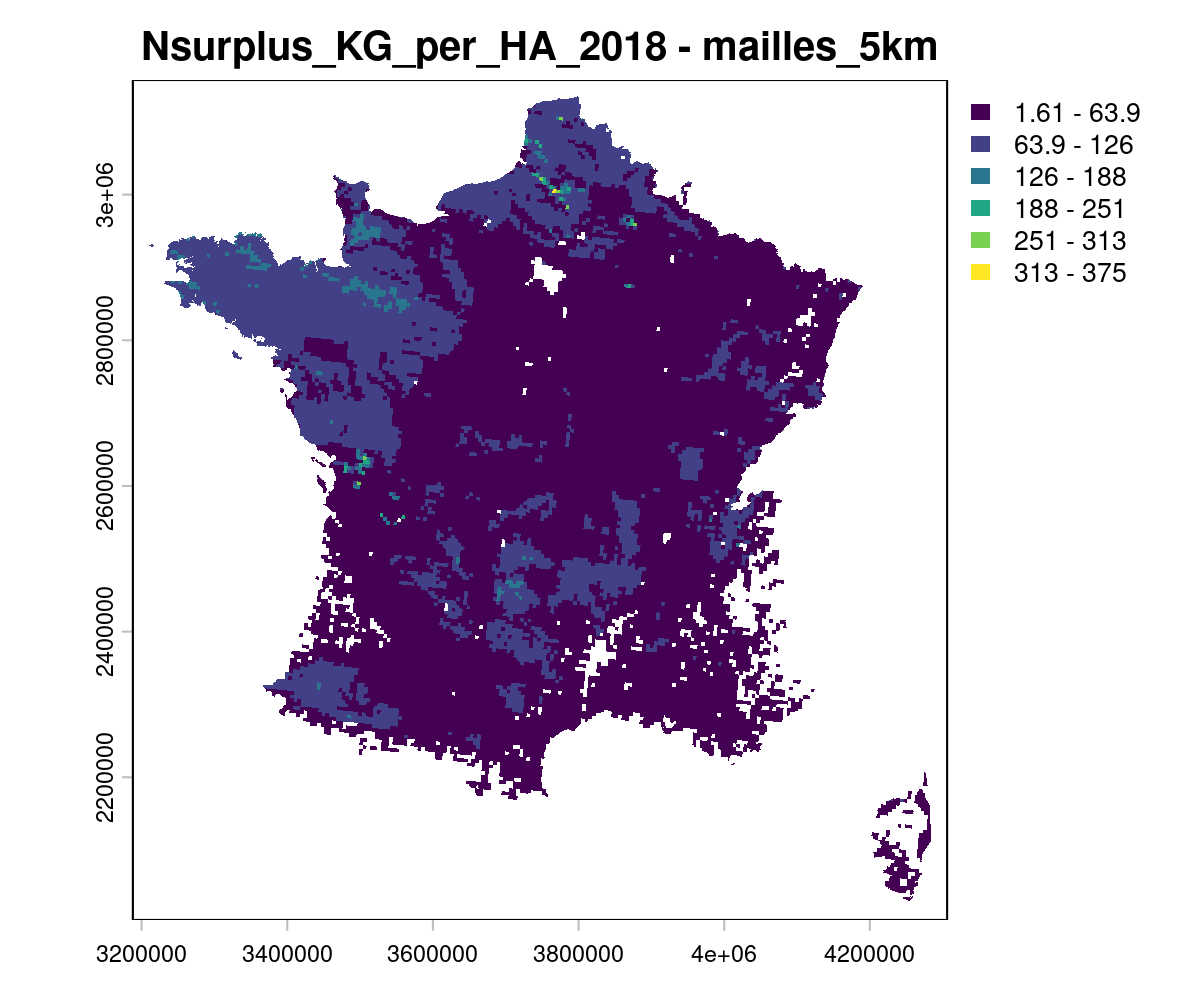 Nsurplus_KG_per_HA_2018 - mailles_5km
1.61 - 63.9
63.9 - 126
126 - 188
188 - 251
251 - 313
313 - 375
3e+06
2800000
2600000
2400000
2200000
3200000
3400000
3600000
3800000
4e+06
4200000